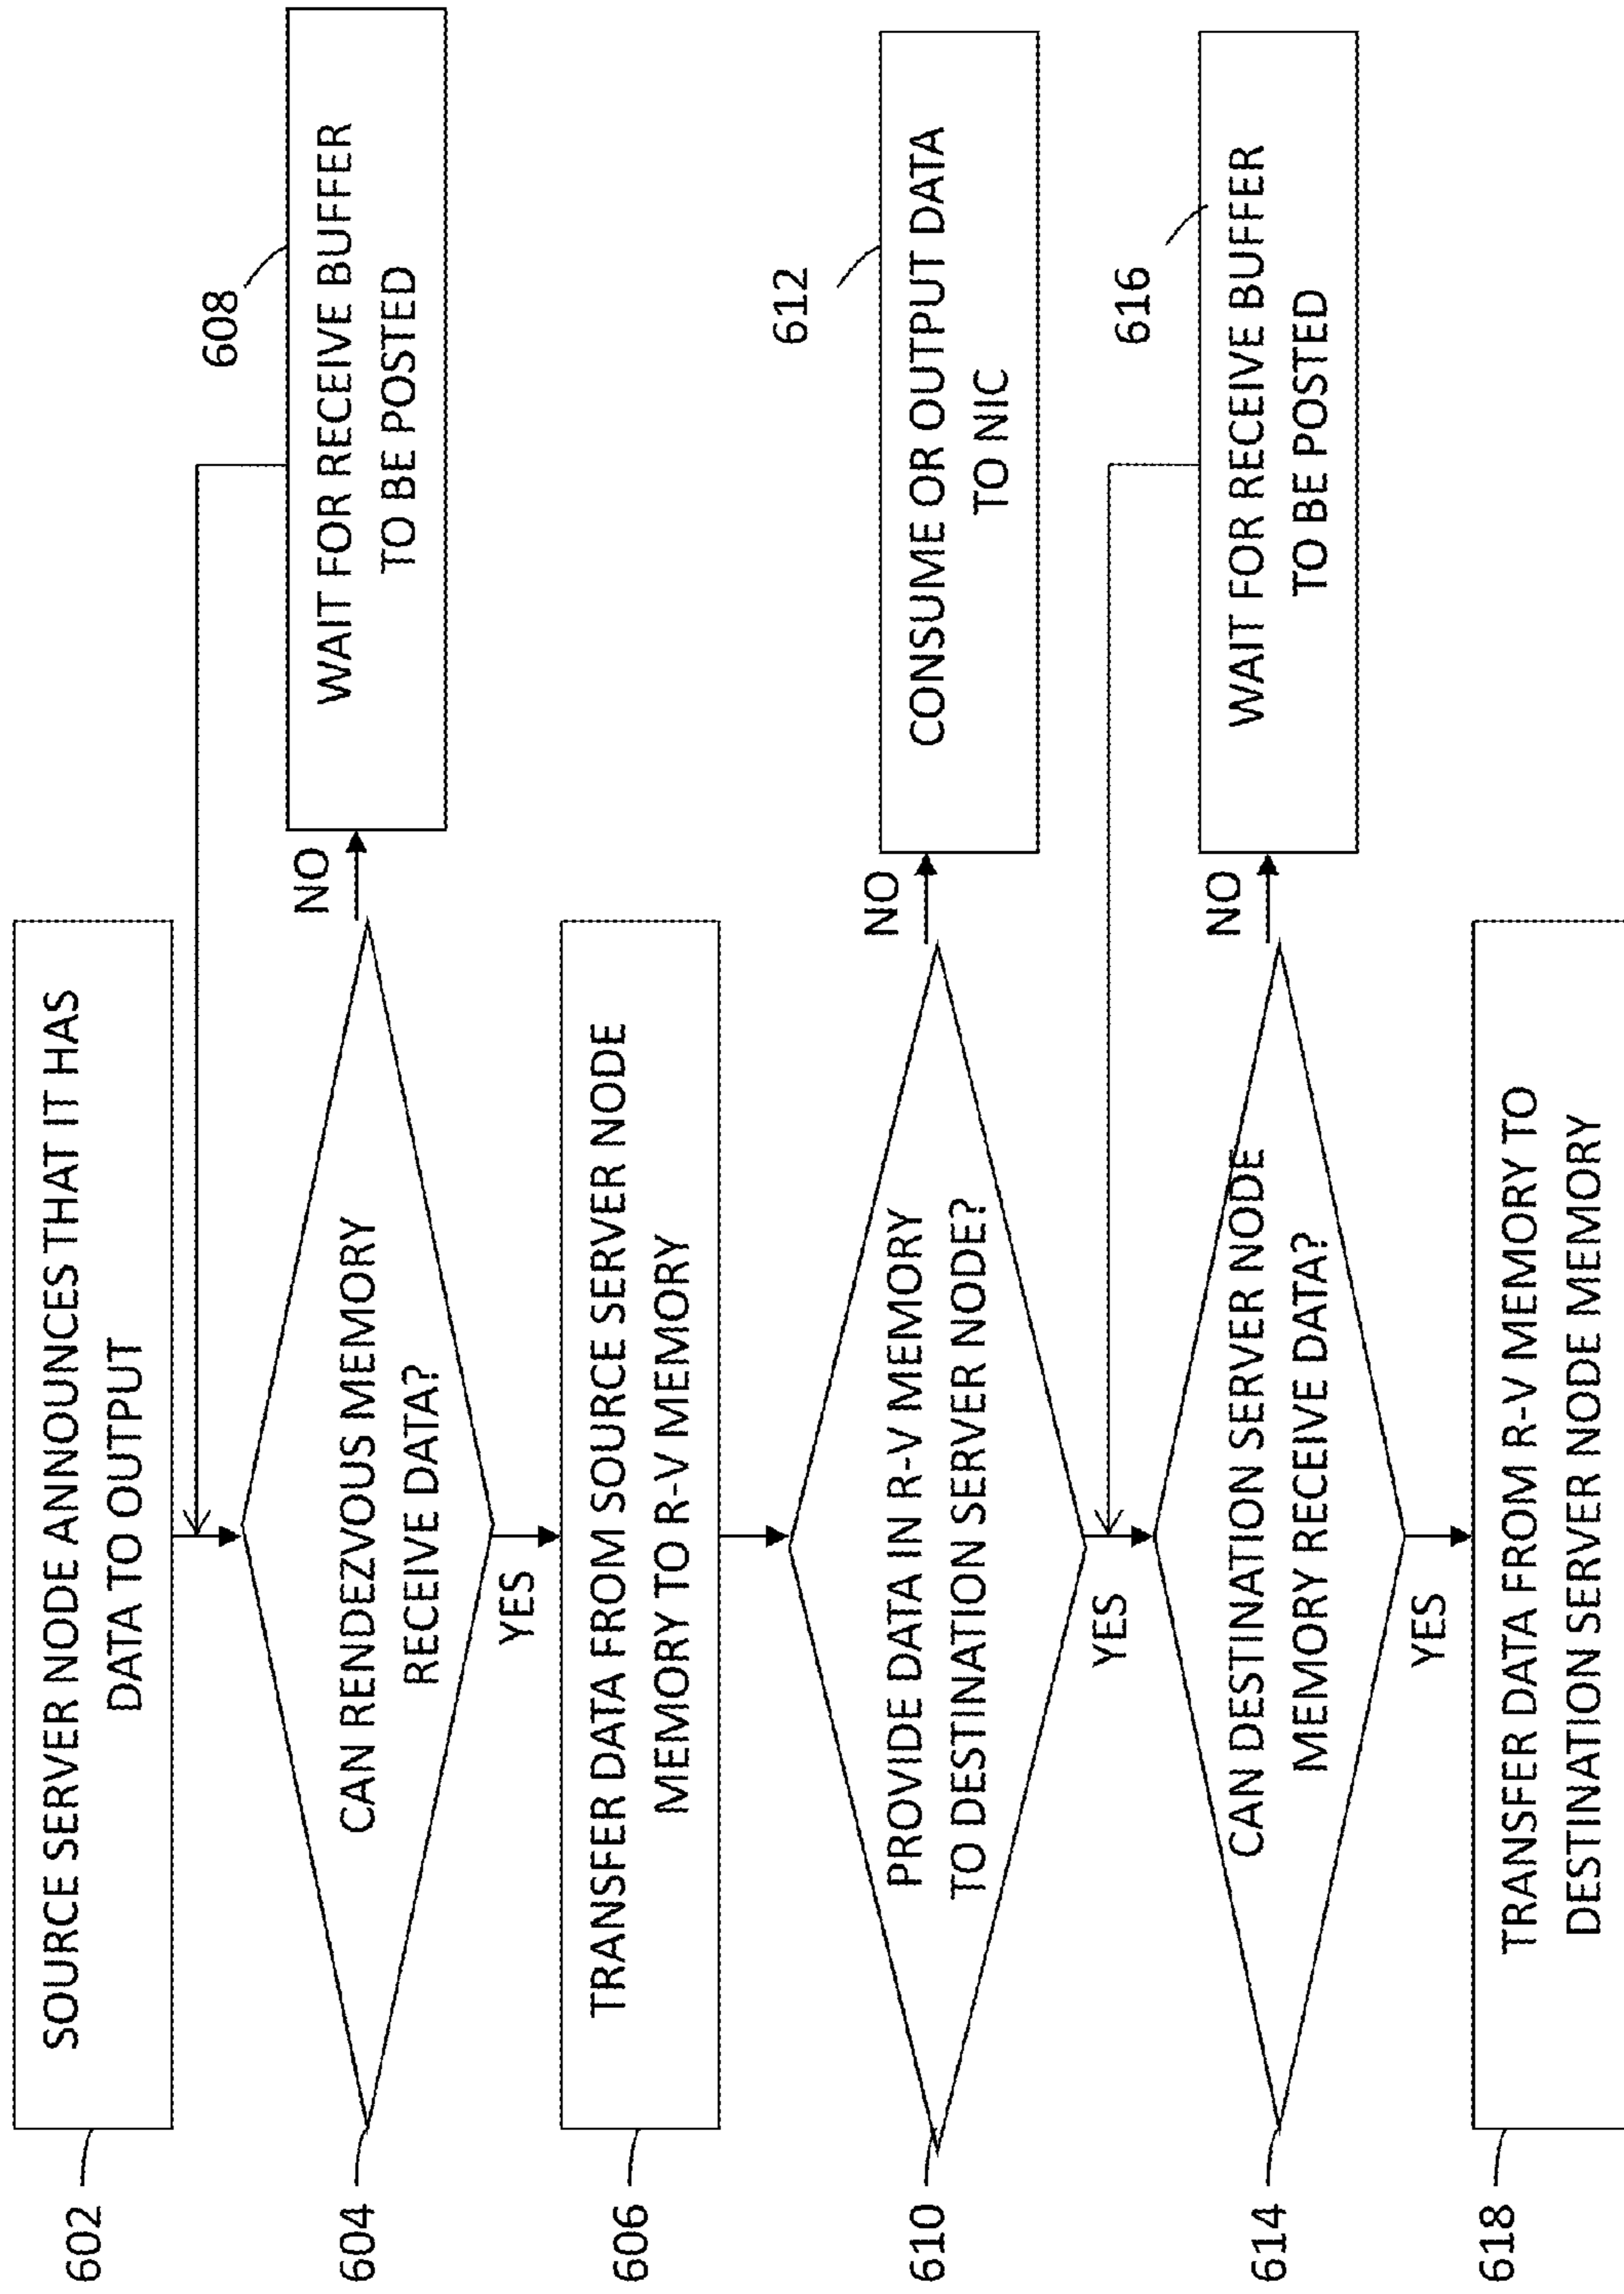 602
SOURCE SERVER NODE ANNOUNCES THAT IT HAS
DATA TO OUTPUT
604
CAN RENDEZVOUS MEMORY
RECEIVE DATA?
NO
608
WAIT FOR RECEIVE BUFFER
TO BE POSTED
YES
606
TRANSFER DATA FROM SOURCE SERVER NODE
MEMORY TO R-V MEMORY
610
PROVIDE DATA IN R-V MEMORY
TO DESTINATION SERVER NODE?
NO
612
CONSUME OR OUTPUT DATA
TO NIC
YES
614
CAN DESTINATION SERVER NODE
MEMORY RECEIVE DATA?
NO
616
WAIT FOR RECEIVE BUFFER
TO BE POSTED
YES
618
TRANSFER DATA FROM R-V MEMORY TO
DESTINATION SERVER NODE MEMORY